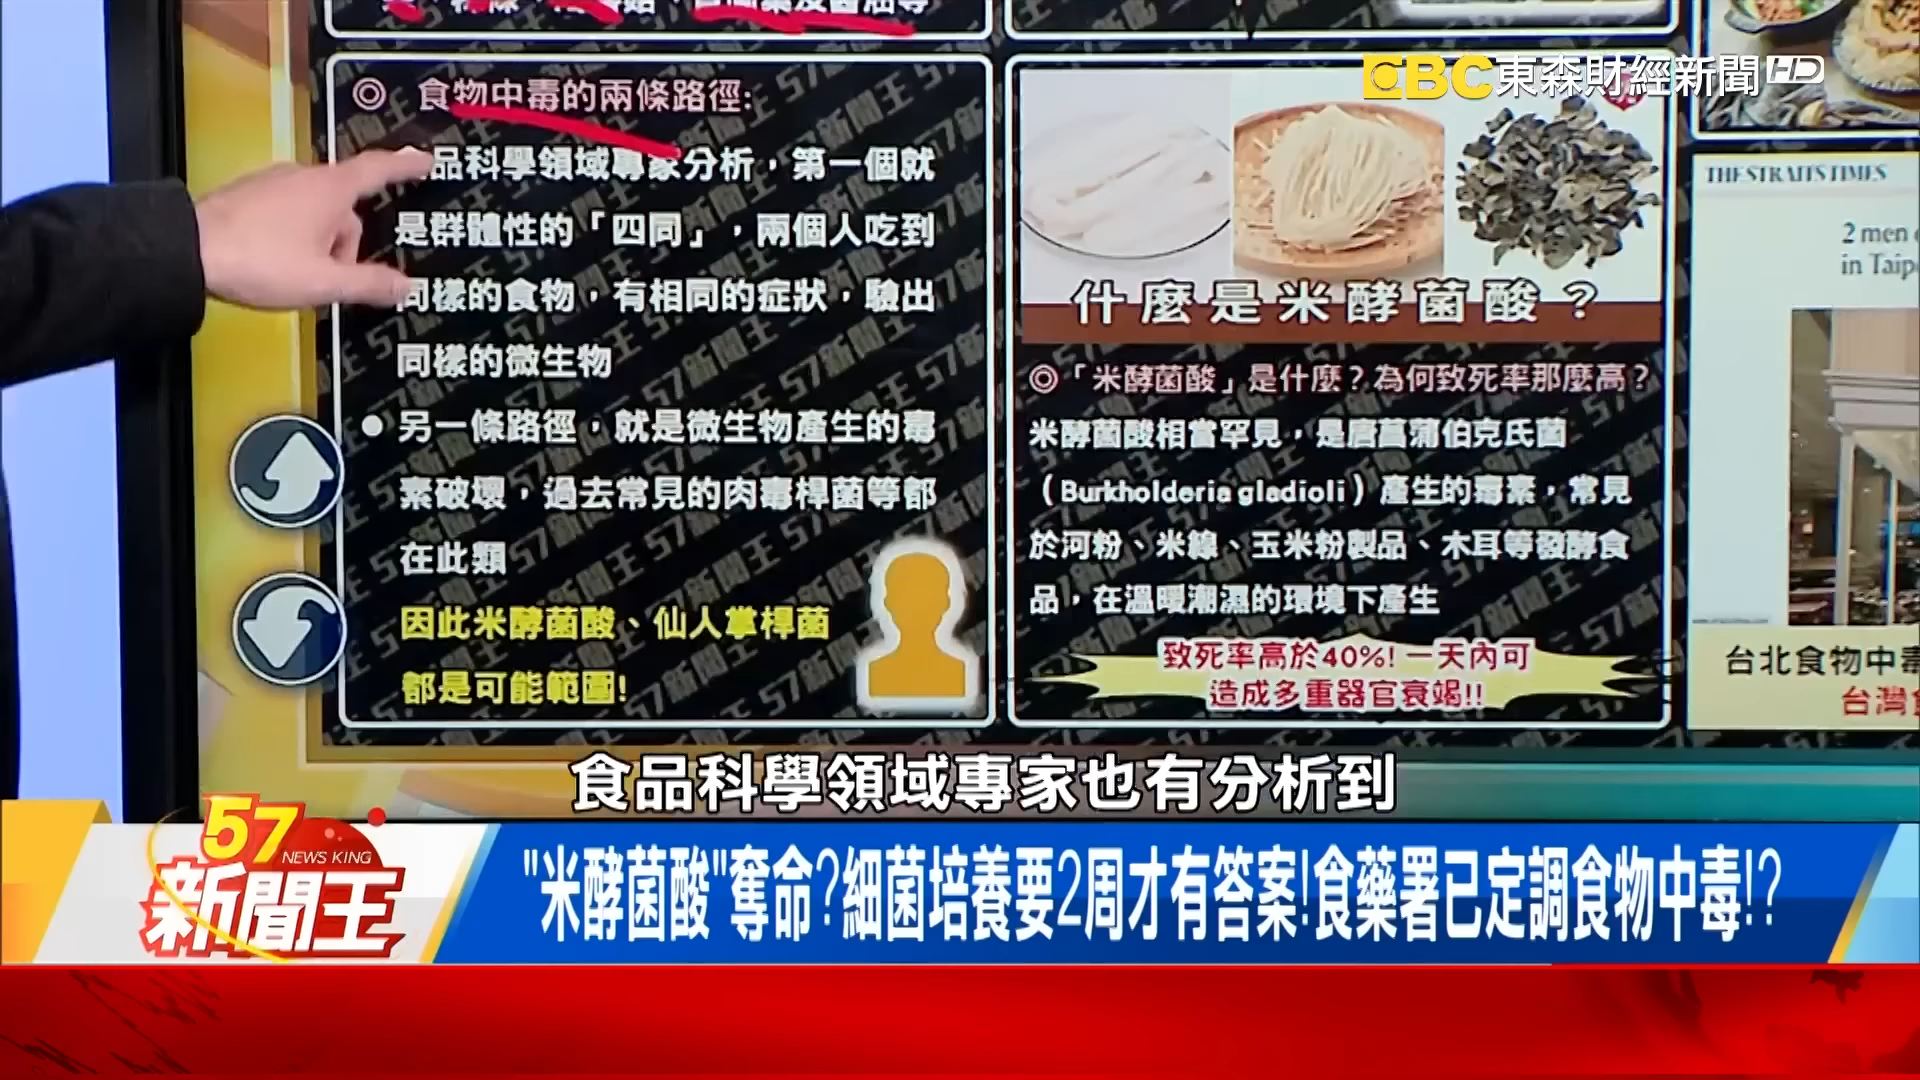 EBC 東森財經新聞 HD
◎ 食物中毒的兩條路徑:
品科學領域專家分析，第一個就
是群體性的「四同」，兩個人吃到
同樣的食物，有相同的症狀，驗出
同樣的微生物
● 另一條路徑，就是微生物產生的毒
素破壞，過去常見的肉毒桿菌等都
在此類
因此米酵菌酸、仙人掌桿菌
都是可能範圍!
什麼是米酵菌酸？
◎「米酵菌酸」是什麼？為何致死率那麼高？
米酵菌酸相當罕見，是唐菖蒲伯克氏菌
（Burkholderia gladioli）產生的毒素，常見
於河粉、米線、玉米粉製品、木耳等發酵食
品，在溫暖潮濕的環境下產生
致死率高於40%! 一天內可
造成多重器官衰竭!!
THE STRAITS TIMES
2 men
in Taip
台北食物中毒
台灣
食品科學領域專家也有分析到
57 NEWS KING
新聞王
"米酵菌酸"奪命?細菌培養要2周才有答案!食藥署已定調食物中毒!?